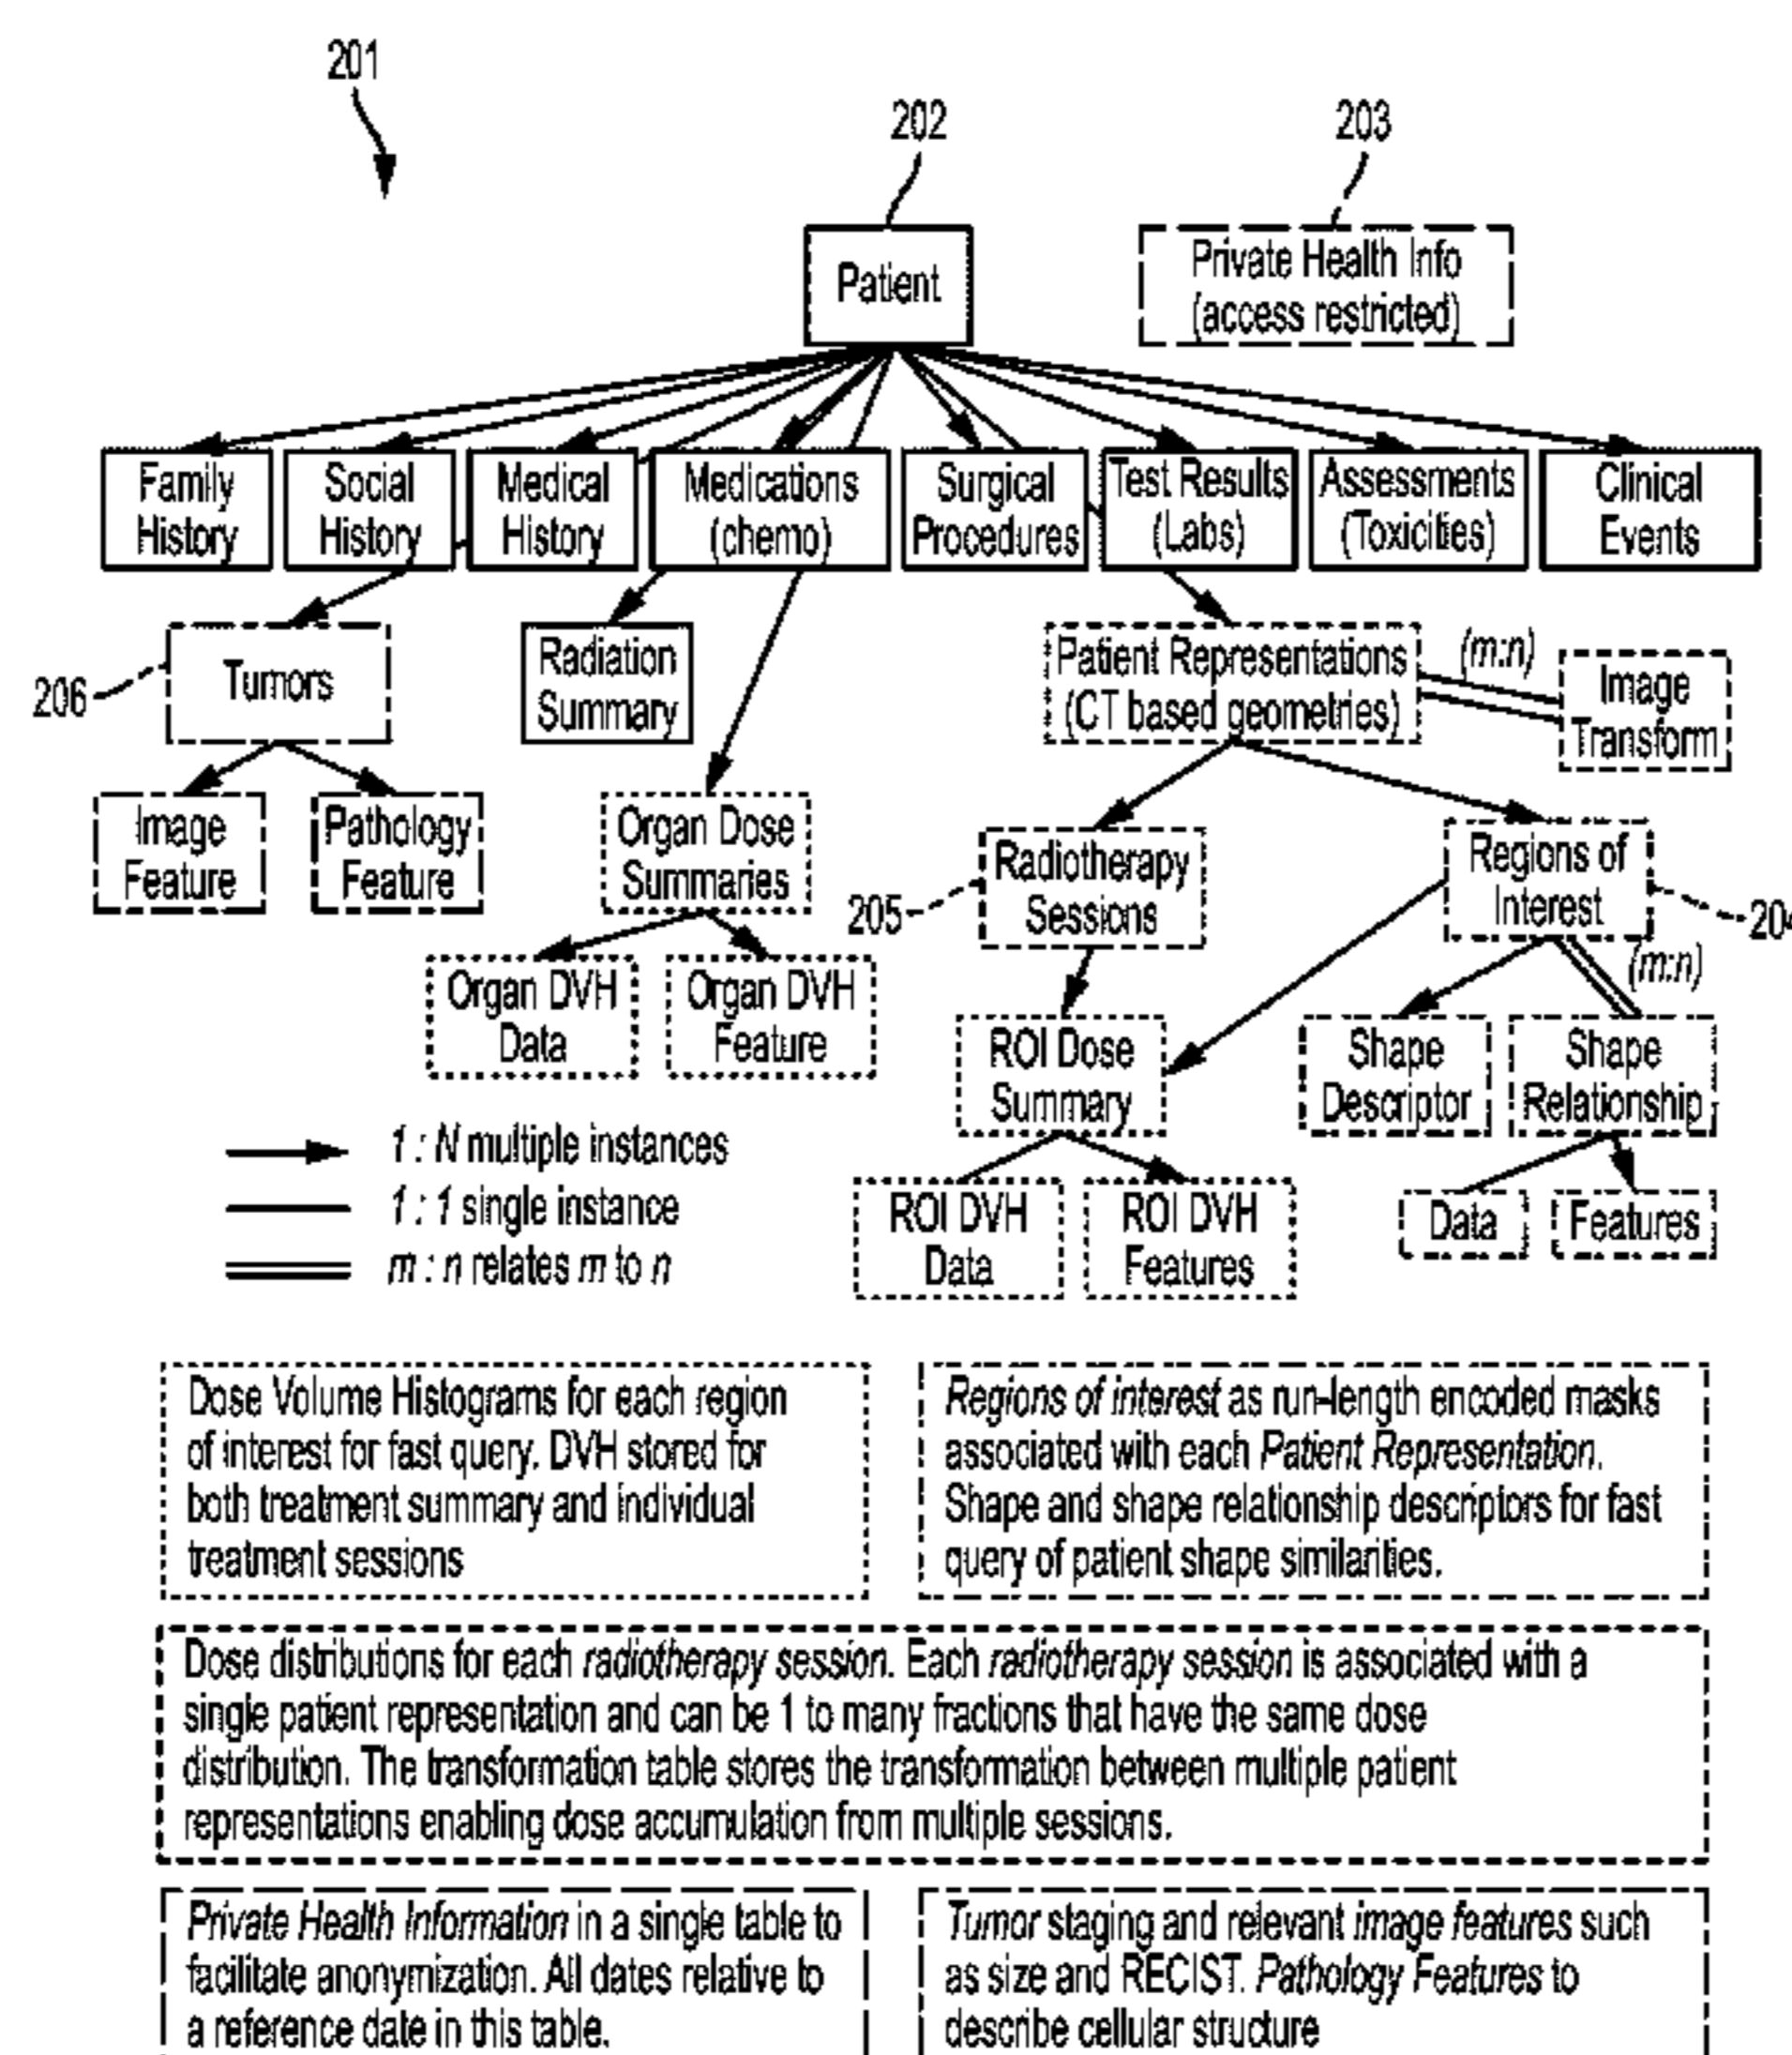 201
202
203
Patient
Private Health Info
(access restricted)
Family
History
Social
History
Medical
History
Medications
(chemo)
Surgical
Procedures
Test Results
(Labs)
Assessments
(Toxicities)
Clinical
Events
206
Tumors
Radiation
Summary
Patient Representations
(CT based geometries)
(m:n)
Image
Transform
Image
Feature
Pathology
Feature
Organ Dose
Summaries
205
Radiotherapy
Sessions
Regions of
Interest
204
(m:n)
Organ DVH
Data
Organ DVH
Feature
ROI Dose
Summary
Shape
Descriptor
Shape
Relationship
1 : N multiple instances
1 : 1 single instance
m : n relates m to n
ROI DVH
Data
ROI DVH
Features
Data
Features
Dose Volume Histograms for each region
of interest for fast query. DVH stored for
both treatment summary and individual
treatment sessions
Regions of interest as run-length encoded masks
associated with each Patient Representation.
Shape and shape relationship descriptors for fast
query of patient shape similarities.
Dose distributions for each radiotherapy session. Each radiotherapy session is associated with a
single patient representation and can be 1 to many fractions that have the same dose
distribution. The transformation table stores the transformation between multiple patient
representations enabling dose accumulation from multiple sessions.
Private Health Information in a single table to
facilitate anonymization. All dates relative to
a reference date in this table.
Tumor staging and relevant image features such
as size and RECIST. Pathology Features to
describe cellular structure